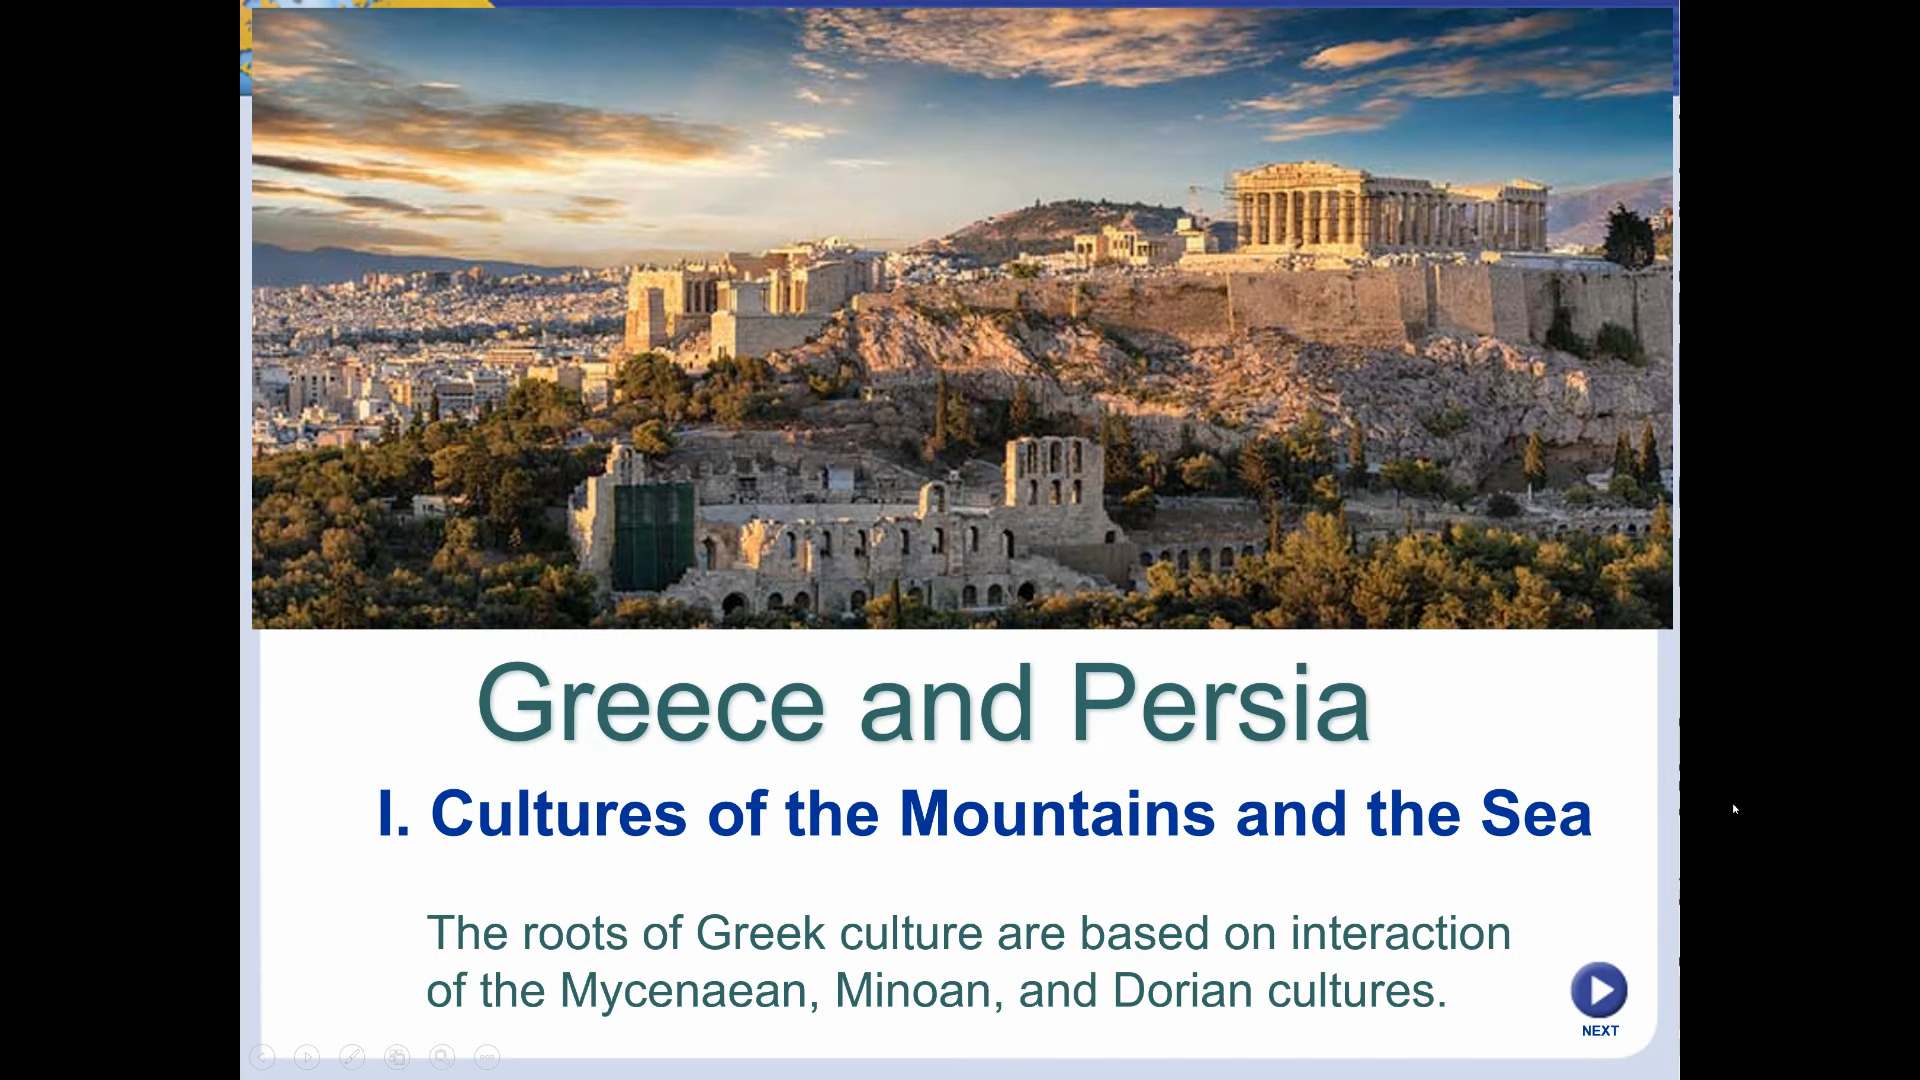 Greece and Persia
I. Cultures of the Mountains and the Sea
The roots of Greek culture are based on interaction
of the Mycenaean, Minoan, and Dorian cultures.
NEXT